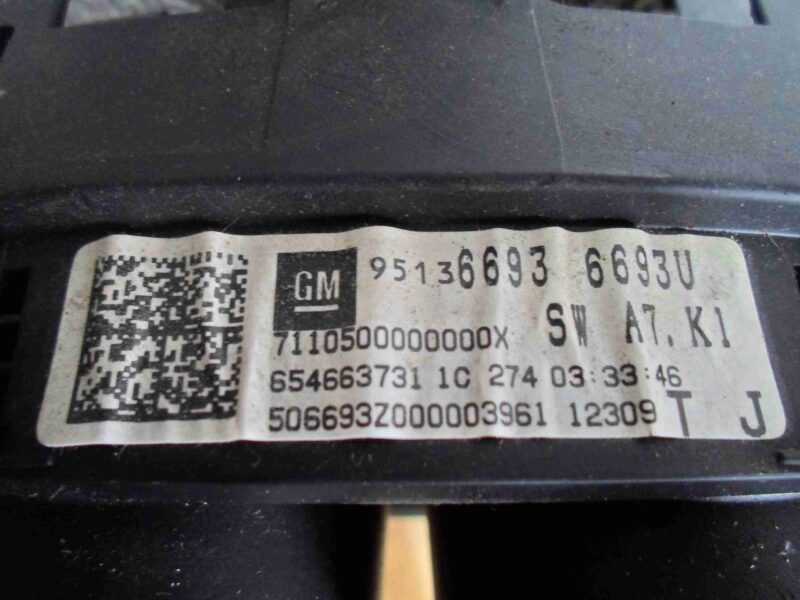 GM 95136693 6693U
7110500000000X SW A7.K1
654663731 1C 274 03:33:46
506693Z000003961 12309 T J